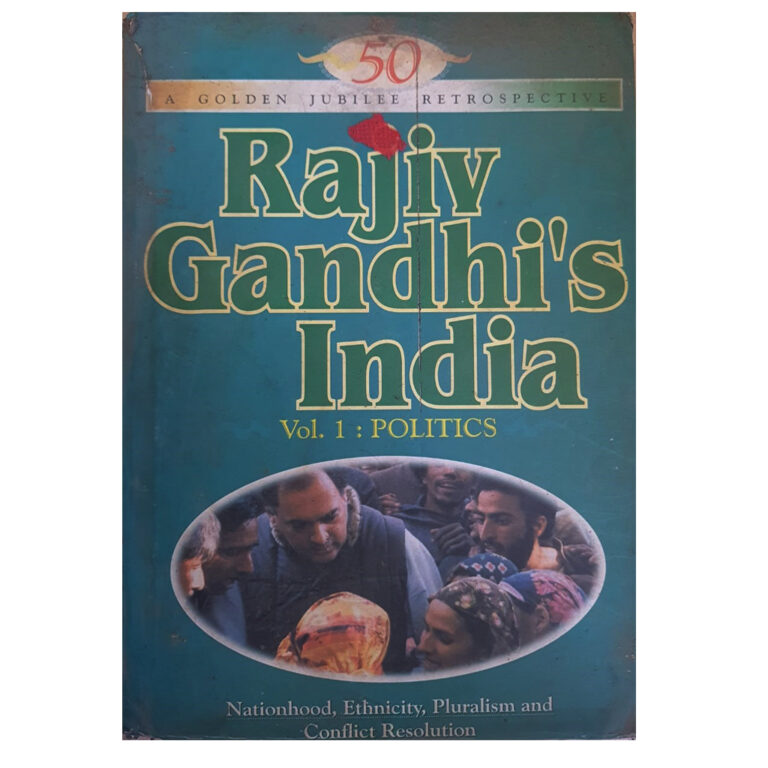 50
A GOLDEN JUBILEE RETROSPECTIVE
Rajiv
Gandhi's
India
Vol. 1 : POLITICS
Nationhood, Ethnicity, Pluralism and
Conflict Resolution